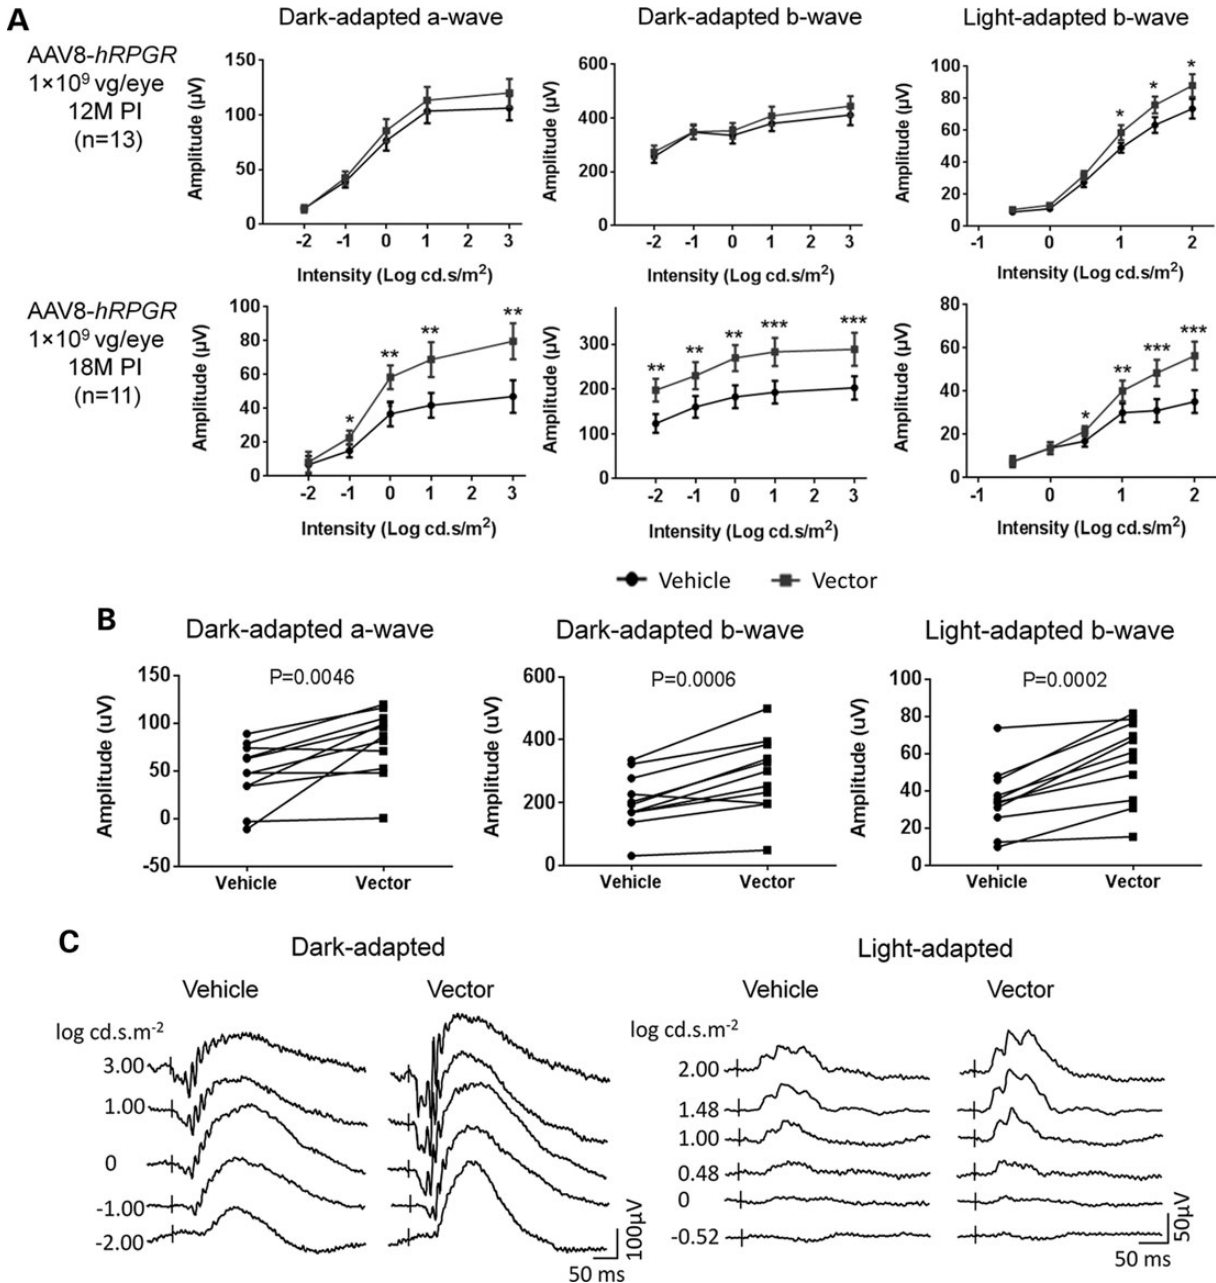 A
Dark-adapted a-wave
Dark-adapted b-wave
Light-adapted b-wave
AAV8-hRPGR
1×10⁹ vg/eye
12M PI
(n=13)
Amplitude (µV)
150
100
50
0
-2 -1 0 1 2 3
Intensity (Log cd.s/m²)
Amplitude (µV)
600
400
200
0
-2 -1 0 1 2 3
Intensity (Log cd.s/m²)
Amplitude (µV)
100
80
60
40
20
0
* * *
-1 0 1 2
Intensity (Log cd.s/m²)
AAV8-hRPGR
1×10⁹ vg/eye
18M PI
(n=11)
Amplitude (µV)
80
60
40
20
0
* ** ** **
-2 -1 0 1 2 3
Intensity (Log cd.s/m²)
Amplitude (µV)
300
200
100
0
** ** ** *** ***
-2 -1 0 1 2 3
Intensity (Log cd.s/m²)
Amplitude (µV)
80
60
40
20
0
* ** *** ***
-1 0 1 2
Intensity (Log cd.s/m²)
Vehicle Vector
B
Dark-adapted a-wave
P=0.0046
Amplitude (uV)
150
100
50
0
-50
Vehicle Vector
Dark-adapted b-wave
P=0.0006
Amplitude (uV)
600
400
200
0
Vehicle Vector
Light-adapted b-wave
P=0.0002
Amplitude (uV)
100
80
60
40
20
0
Vehicle Vector
C
Dark-adapted
Vehicle Vector
log cd.s.m⁻²
3.00
1.00
0
-1.00
-2.00
100µV
50 ms
Light-adapted
Vehicle Vector
log cd.s.m⁻²
2.00
1.48
1.00
0.48
0
-0.52
50µV
50 ms